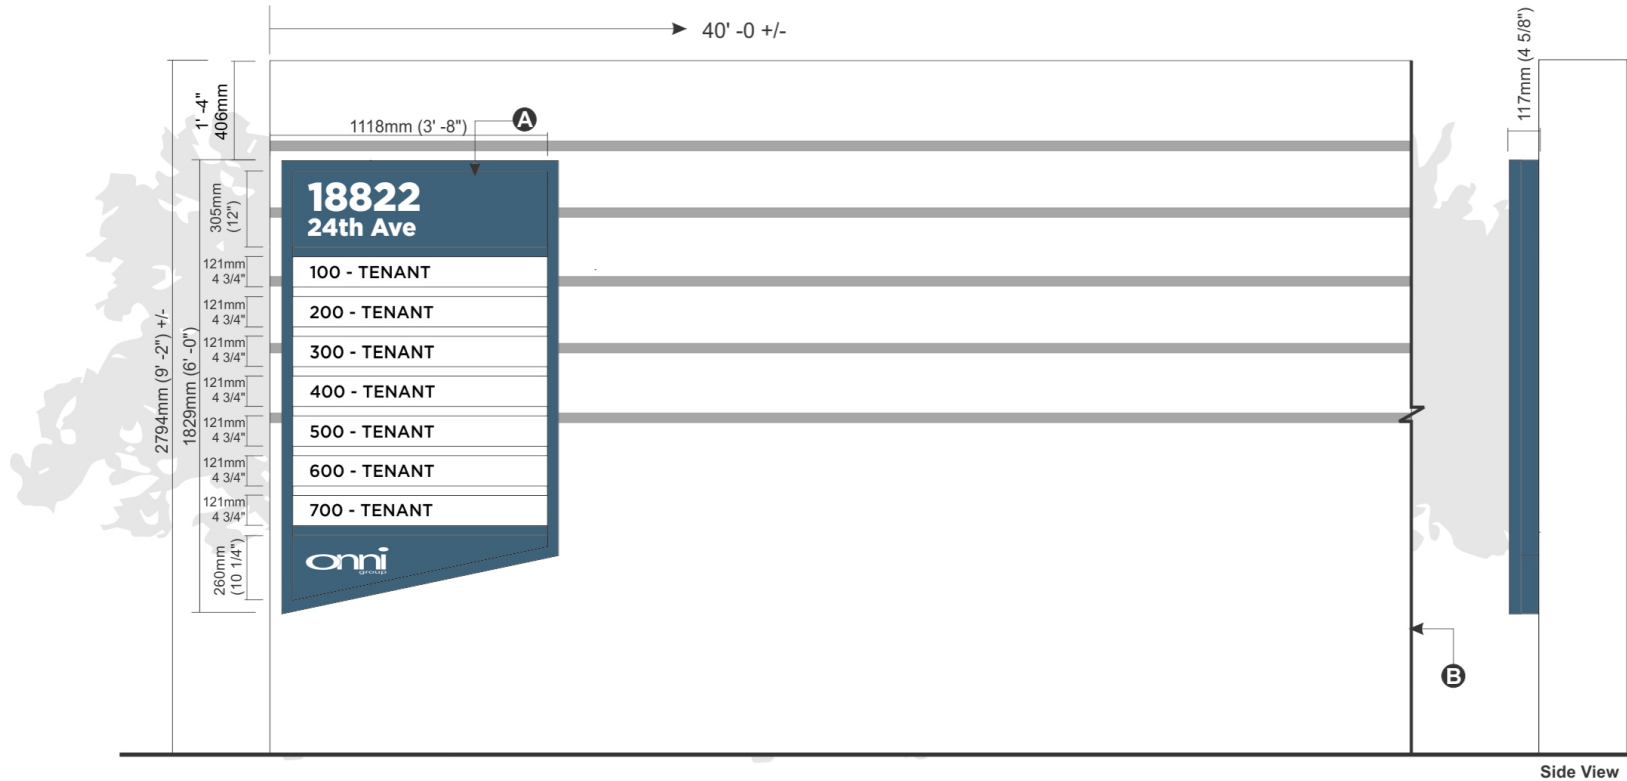 40' -0 +/-
117mm (4 5/8")
1' -4"
406mm
1118mm (3' -8")
A
18822
24th Ave
305mm
(12")
100 - TENANT
121mm
4 3/4"
200 - TENANT
121mm
4 3/4"
300 - TENANT
121mm
4 3/4"
400 - TENANT
121mm
4 3/4"
500 - TENANT
121mm
4 3/4"
600 - TENANT
121mm
4 3/4"
700 - TENANT
121mm
4 3/4"
2794mm (9' -2") +/-
1829mm (6' -0")
260mm
(10 1/4")
onni
group
B
Side View